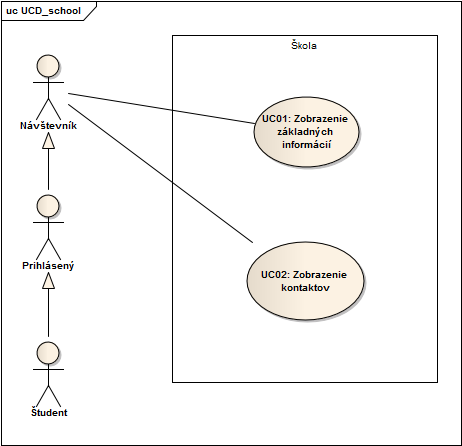 uc UCD_school
Škola
Návštevník
UC01: Zobrazenie
základných
informácií
Prihlásený
UC02: Zobrazenie
kontaktov
Študent